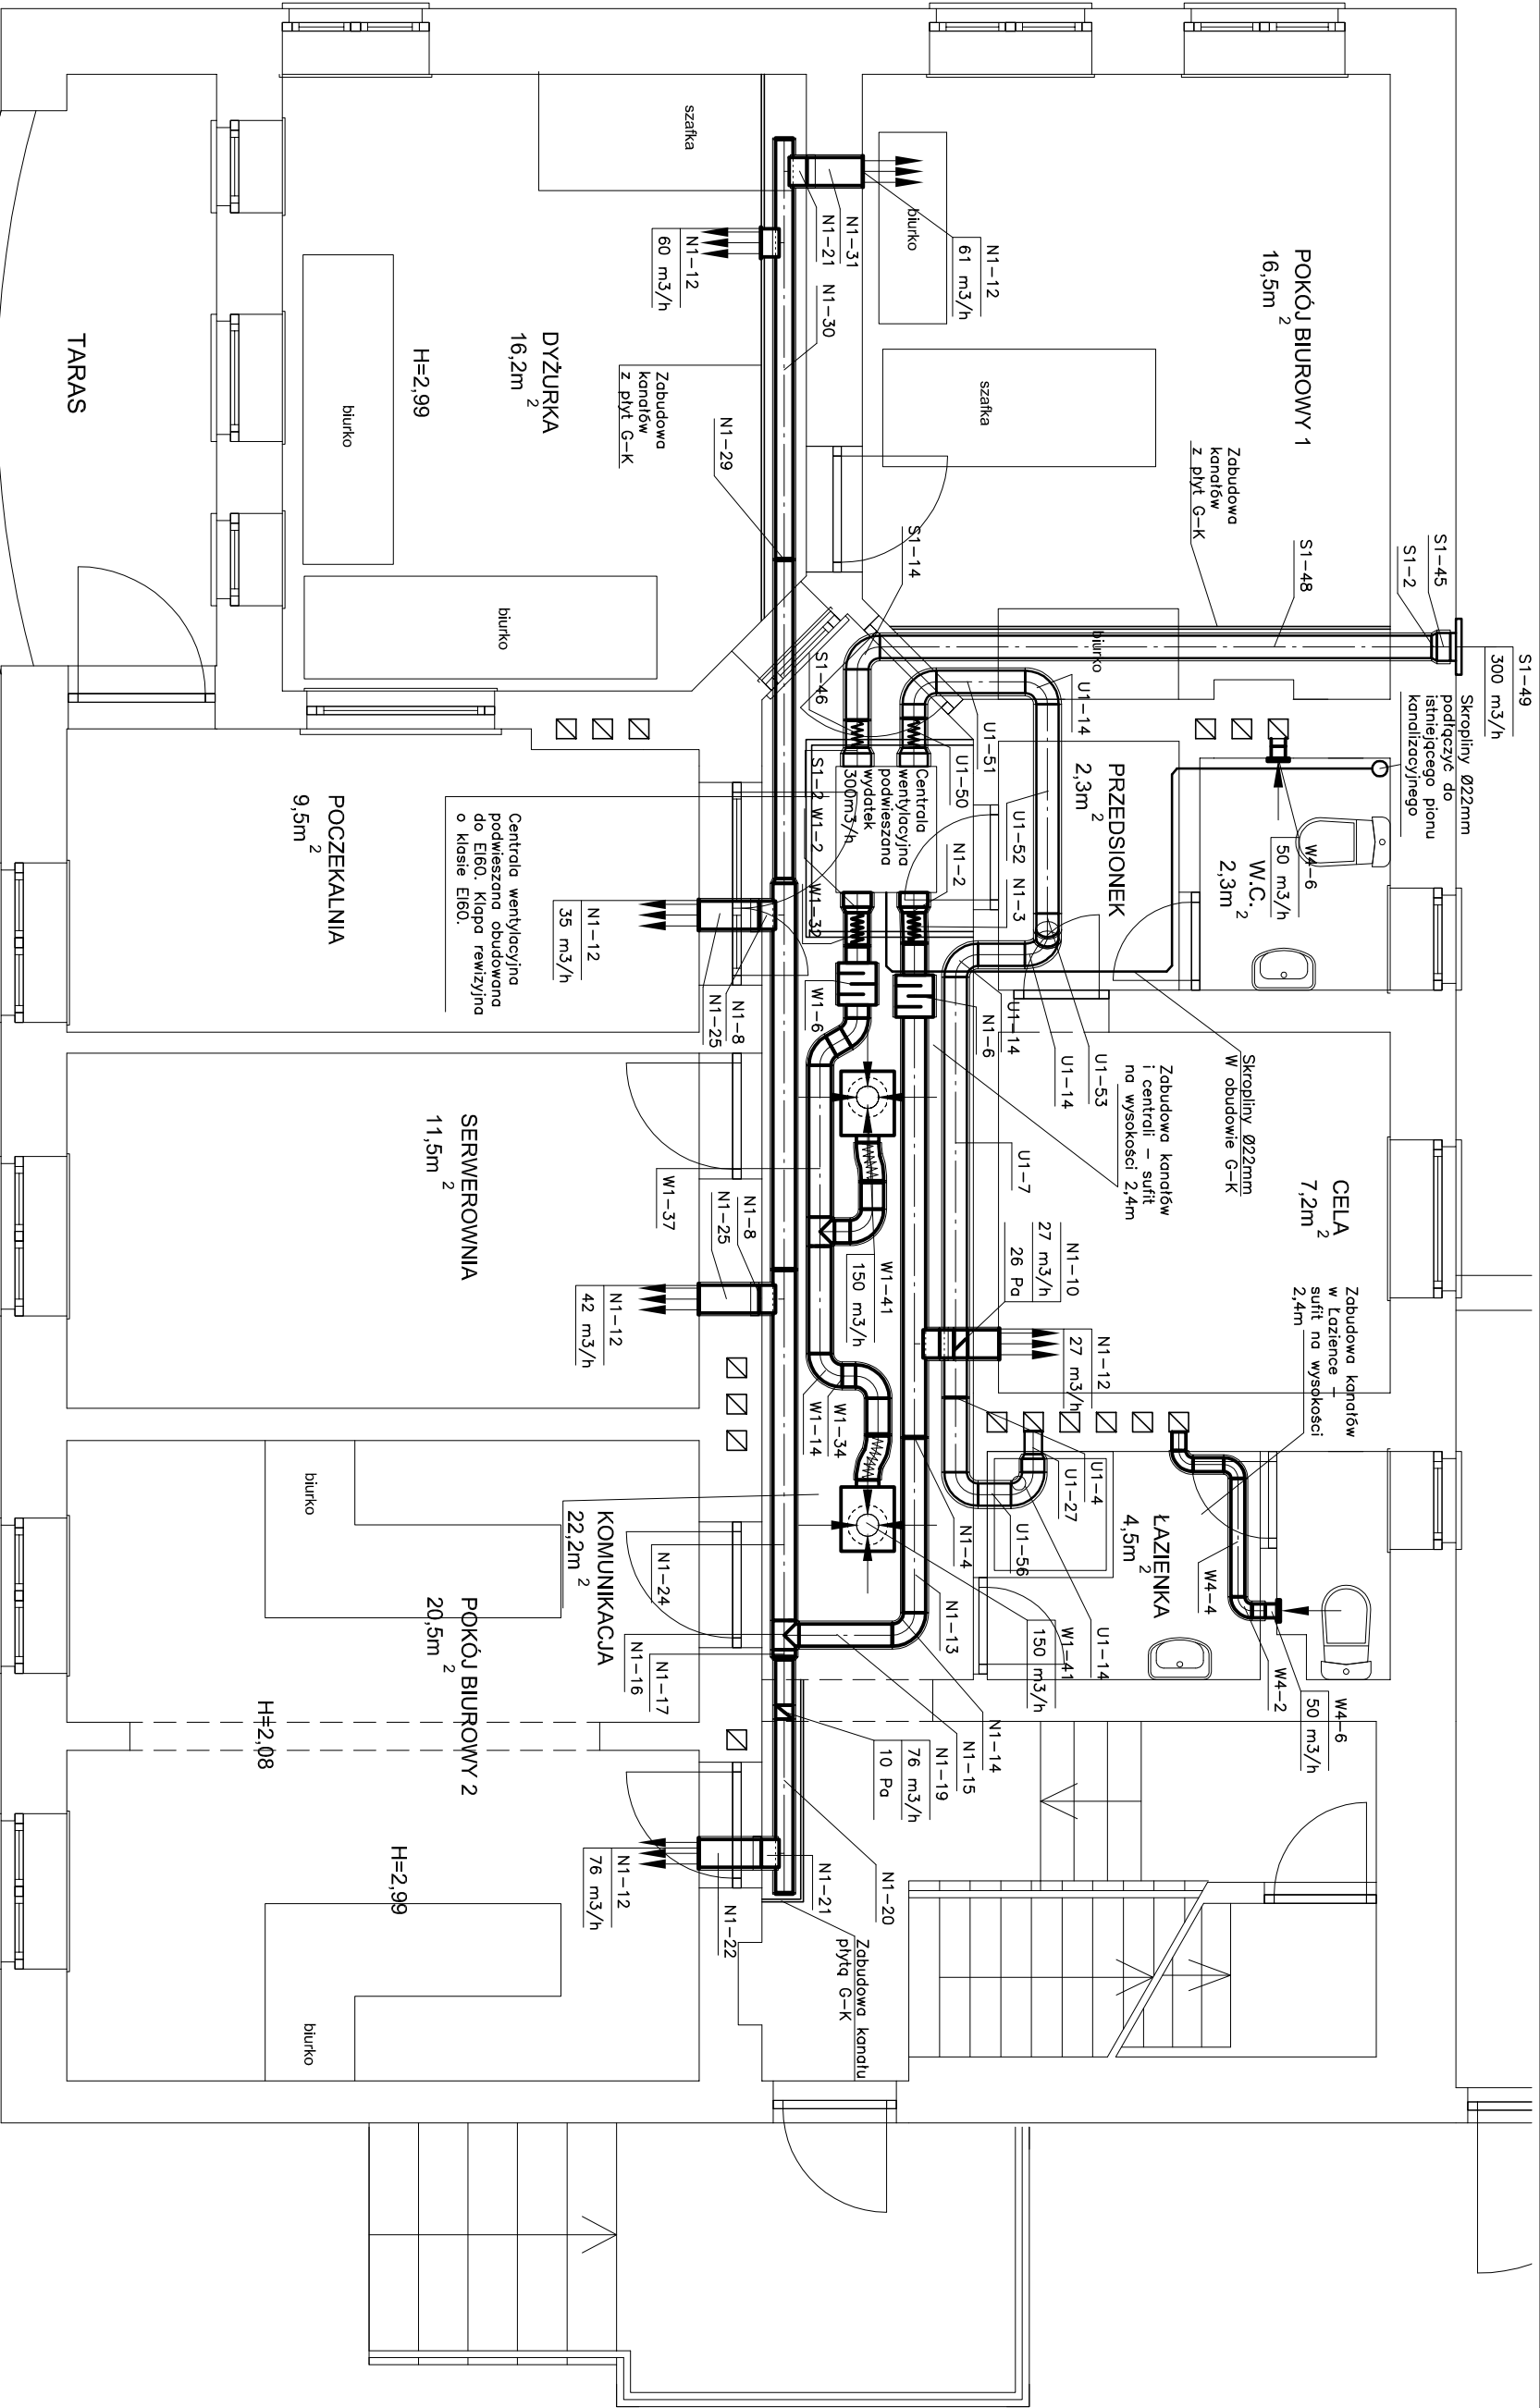 S1-49
300 m3/h
S1-45
S1-2
Skropliny Ø22mm
podłączyć do
istniejącego pionu
kanalizacyjnego
S1-48
Zabudowa
kanałów
z płyt G-K
POKÓJ BIUROWY 1
16,5m2
szafka
biurko
biurko
N1-12
61 m3/h
N1-31
N1-21
N1-30
szafka
N1-12
60 m3/h
DYŻURKA
16,2m2
Zabudowa
kanałów
z płyt G-K
N1-29
H=2,99
biurko
biurko
TARAS
S1-14
S1-46
U1-14
U1-51
U1-50
U1-52
PRZEDSIONEK
2,3m2
W4-6
50 m3/h
W.C.
2,3m2
Centrala
wentylacyjna
podwieszana
wydatek
300m3/h
S1-2
W1-2
W1-32
N1-2
N1-3
POCZEKALNIA
9,5m2
Centrala wentylacyjna
podwieszana obudowana
do EI60. Klapa rewizyjna
o klasie EI60.
N1-12
35 m3/h
N1-8
N1-25
W1-6
N1-6
U1-14
U1-14
U1-53
Skropliny Ø22mm
W obudowie G-K
Zabudowa kanałów
i centrali - sufit
na wysokości 2,4m
U1-7
CELA
7,2m2
N1-10
27 m3/h
26 Pa
N1-12
27 m3/h
Zabudowa kanałów
w Łazience -
sufit na wysokości
2,4m
SERWEROWNIA
11,5m2
W1-37
N1-8
N1-25
N1-12
42 m3/h
W1-41
150 m3/h
W1-34
W1-14
U1-4
U1-27
U1-56
U1-14
N1-4
N1-13
ŁAZIENKA
4,5m2
W4-4
W4-2
W4-6
50 m3/h
W1-41
150 m3/h
N1-14
N1-15
N1-19
76 m3/h
10 Pa
KOMUNIKACJA
22,2m2
N1-24
N1-17
N1-16
POKÓJ BIUROWY 2
20,5m2
H=2,08
H=2,99
biurko
biurko
N1-12
76 m3/h
N1-20
N1-21
N1-22
Zabudowa kanału
płytą G-K